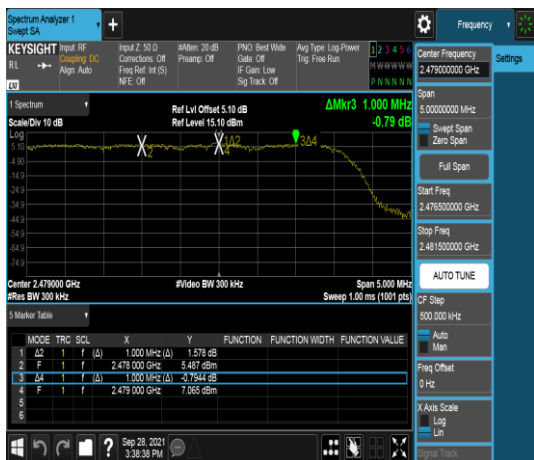 Spectrum Analyzer 1
Swept SA
+
Frequency
KEYSIGHT
RL
Input: RF
Coupling: DC
Align: Auto
Input Z: 50 Ω
Corrections: Off
Freq Ref: Int (S)
NFE: Off
#Atten: 20 dB
Preamp: Off
PNO: Best Wide
Gate: Off
IF Gain: Low
Sig Track: Off
Avg Type: Log-Power
Trig: Free Run
1 2 3 4 5 6
M W W W W W
P N N N N N
Settings
Center Frequency
2.479000000 GHz
Span
5.00000000 MHz
Swept Span
Zero Span
Full Span
Start Freq
2.476500000 GHz
Stop Freq
2.481500000 GHz
AUTO TUNE
CF Step
500.000 kHz
Auto
Man
Freq Offset
0 Hz
X Axis Scale
Log
Lin
Signal Track
1 Spectrum
Scale/Div 10 dB
Ref Lvl Offset 5.10 dB
Ref Level 15.10 dBm
ΔMkr3 1.000 MHz
-0.79 dB
Log
5.10
-4.90
-14.9
-24.9
-34.9
-44.9
-54.9
-64.9
-74.9
2
1Δ2
4
3Δ4
Center 2.479000 GHz
#Res BW 300 kHz
#Video BW 300 kHz
Span 5.000 MHz
Sweep 1.00 ms (1001 pts)
5 Marker Table
MODE TRC SCL X Y FUNCTION FUNCTION WIDTH FUNCTION VALUE
1 Δ2 1 f (Δ) 1.000 MHz (Δ) 1.578 dB
2 F 1 f 2.478 000 GHz 5.487 dBm
3 Δ4 1 f (Δ) 1.000 MHz (Δ) -0.7944 dB
4 F 1 f 2.479 000 GHz 7.065 dBm
5
6
?
Sep 28, 2021
3:38:38 PM